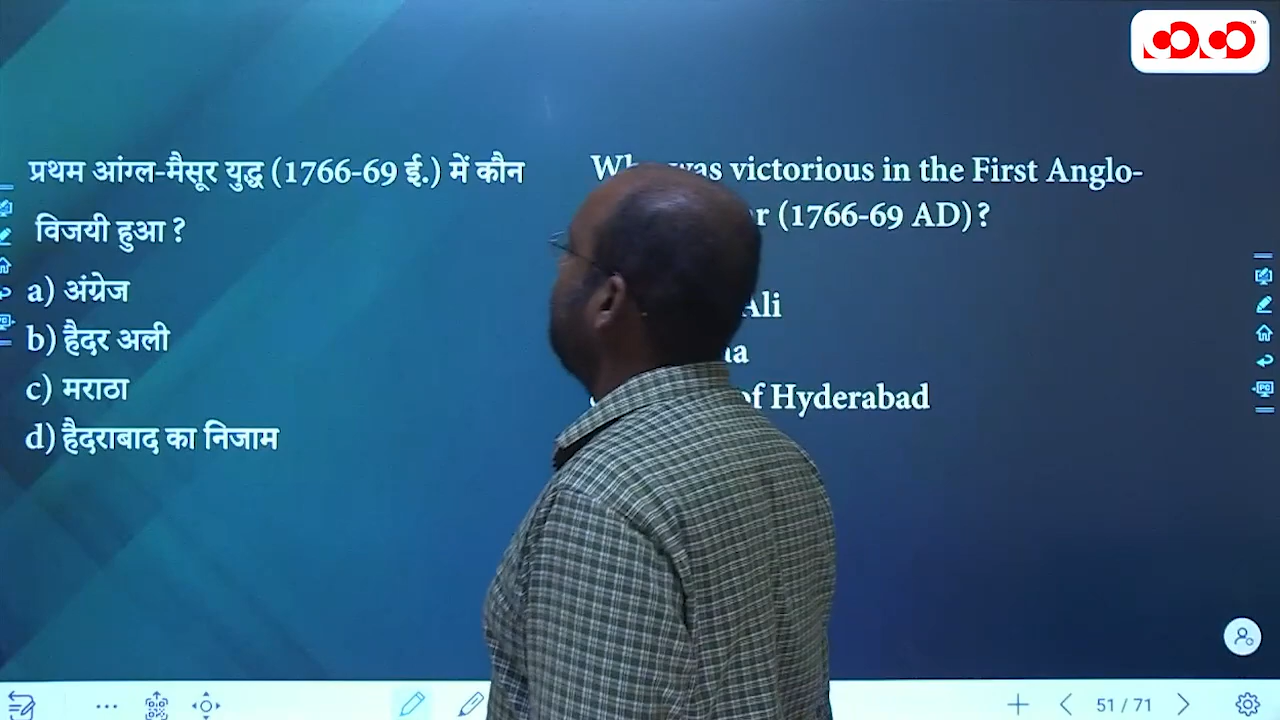 प्रथम आंग्ल-मैसूर युद्ध (1766-69 ई.) में कौन
विजयी हुआ ?
a) अंग्रेज
b) हैदर अली
c) मराठा
d) हैदराबाद का निजाम
was victorious in the First Anglo-
(1766-69 AD)?
Ali
of Hyderabad
51 / 71